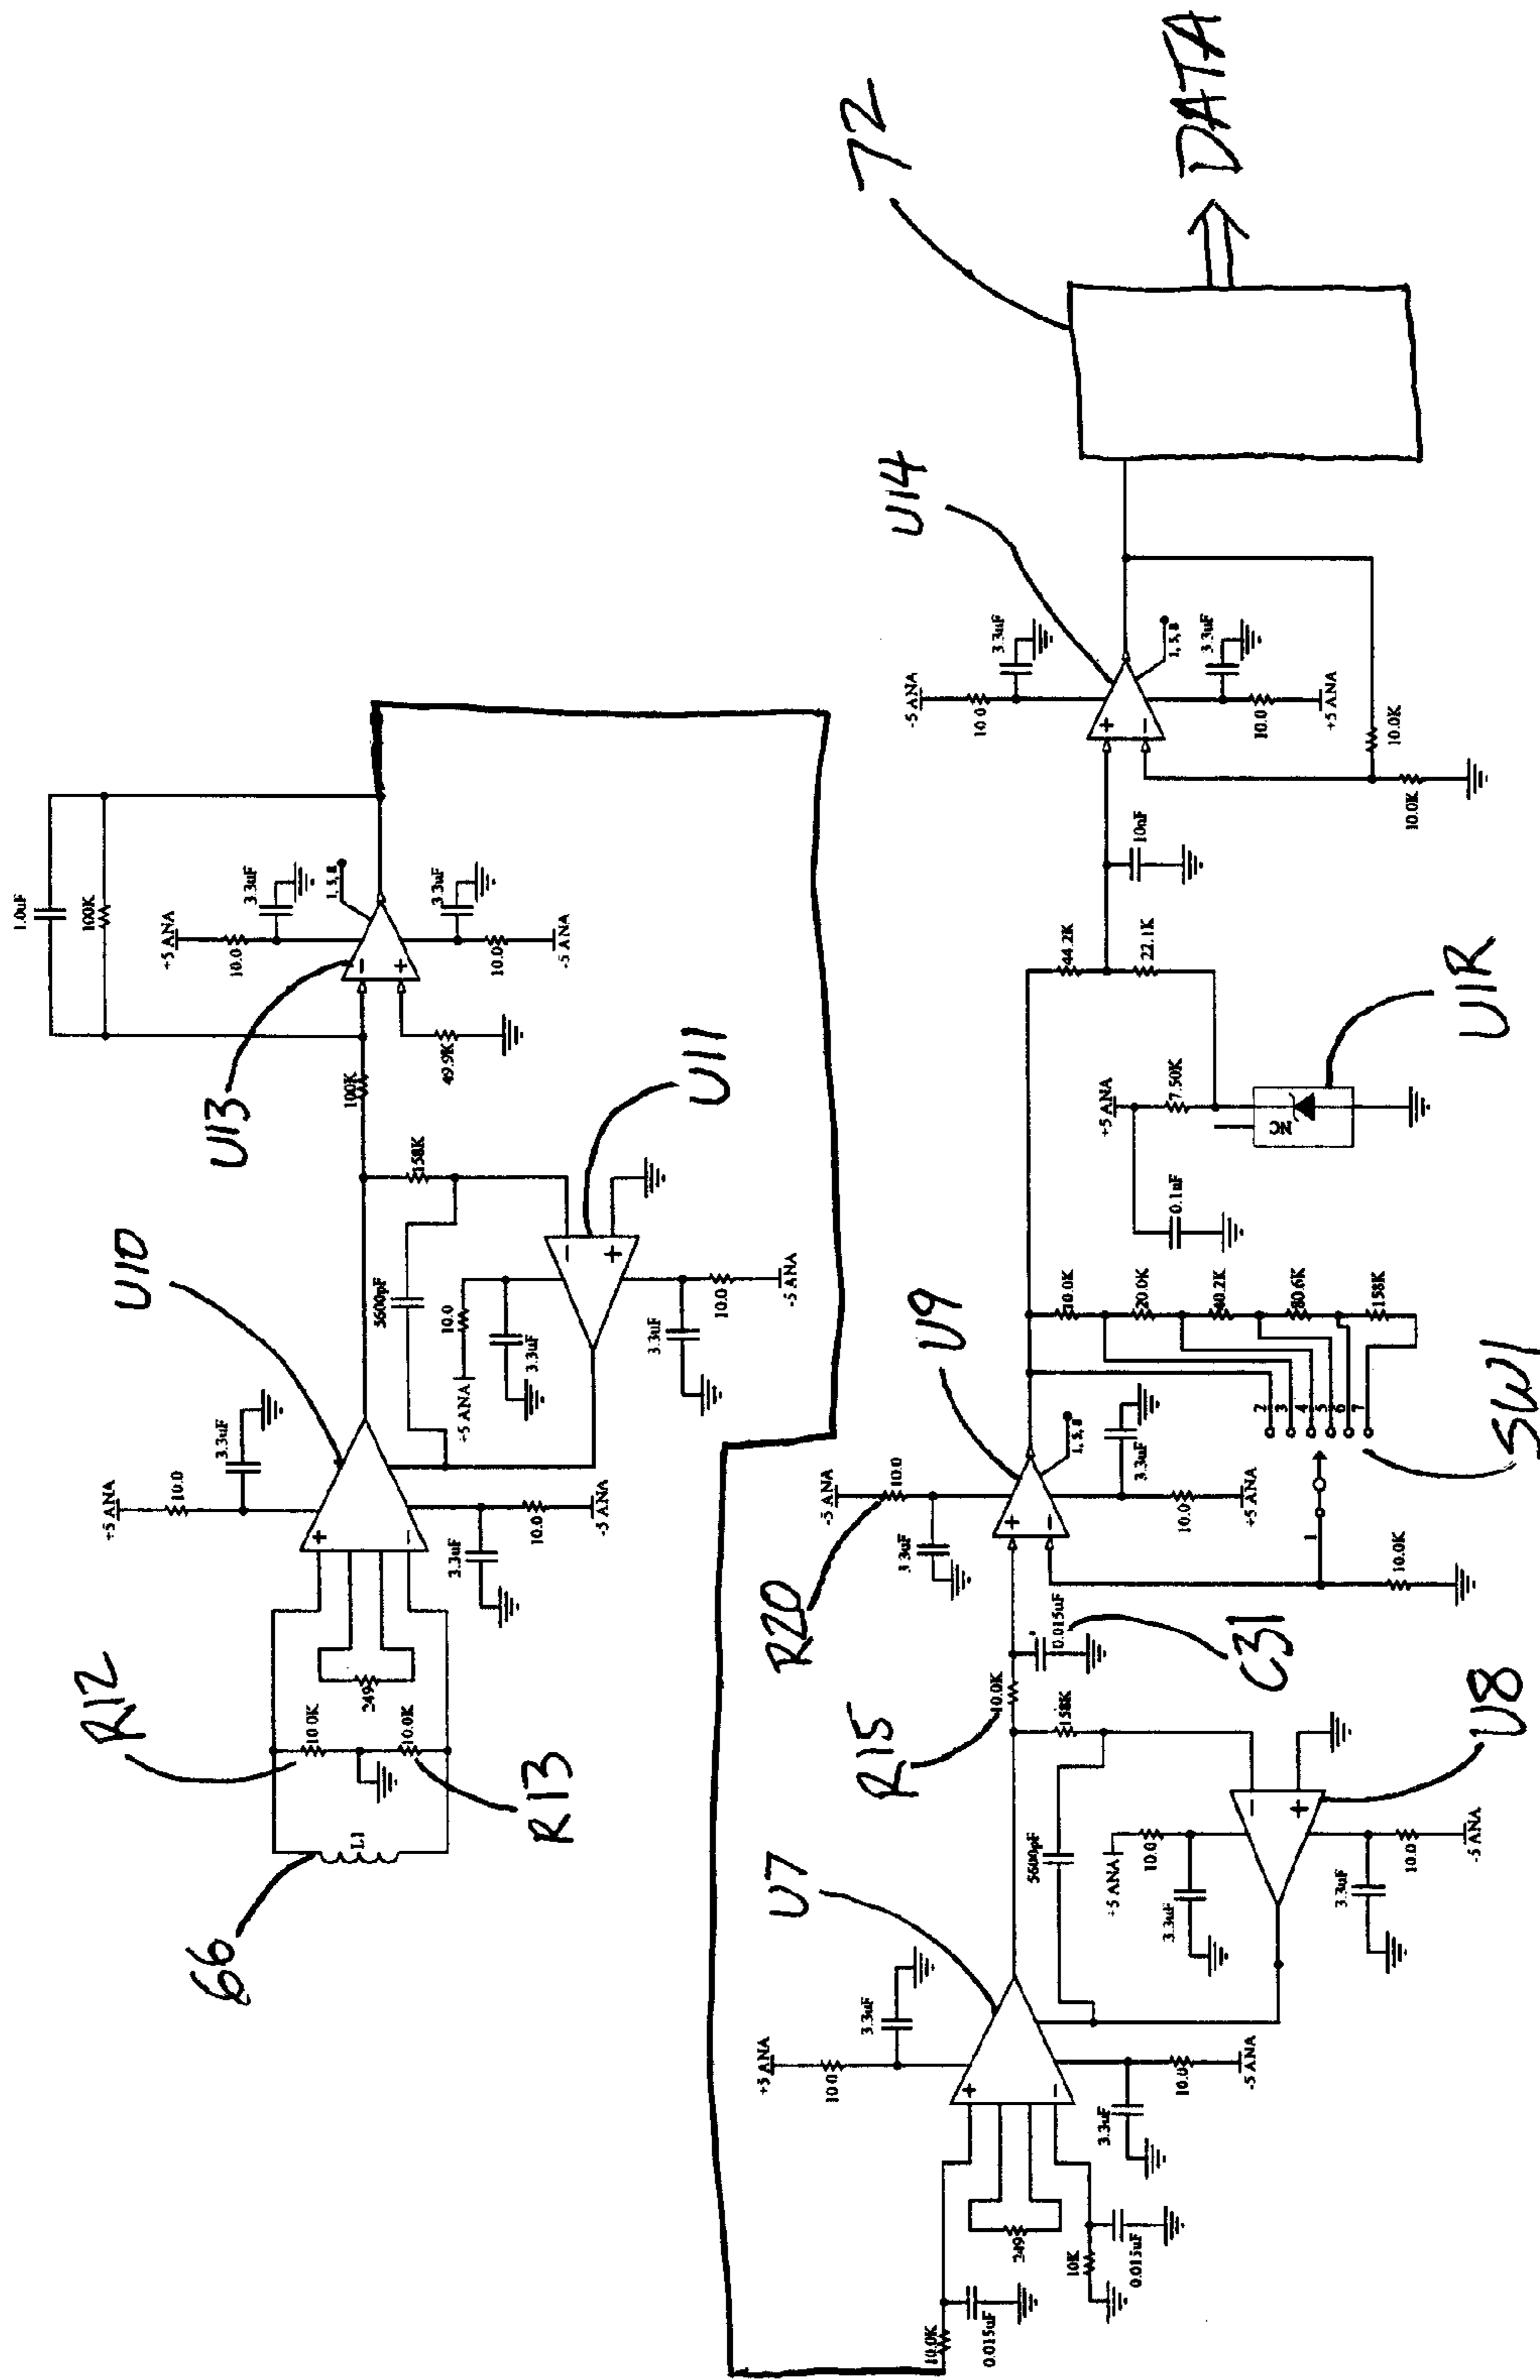 1.0uF
100K
+5 ANA
10.0
3.3uF
1, 5, 8
3.3uF
10.0
-5 ANA
U13
100K
49.9K
U10
+5 ANA
10.0
3.3uF
158K
U11
5600pF
10.0
+5 ANA
3.3uF
3.3uF
10.0
-5 ANA
3.3uF
10.0
-5 ANA
R12
249
10.0K
10.0K
R13
L1
66
72
DATA
U14
-5 ANA
10.0
3.3uF
1, 5, 8
3.3uF
10.0
+5 ANA
10.0K
10.0K
10nF
44.2K
22.1K
U1R
+5 ANA
7.50K
0.1uF
U9
10.0K
20.0K
40.2K
80.6K
158K
2
3
4
5
6
7
SW1
1
10.0K
-5 ANA
10.0
R20
3.3uF
1, 5, 8
3.3uF
10.0
+5 ANA
0.015uF
C31
R15
10.0K
158K
U8
U7
5600pF
+5 ANA
10.0
3.3uF
3.3uF
10.0
-5 ANA
+5 ANA
10.0
3.3uF
3.3uF
10.0
-5 ANA
249
10K
0.015uF
10.0K
0.015uF